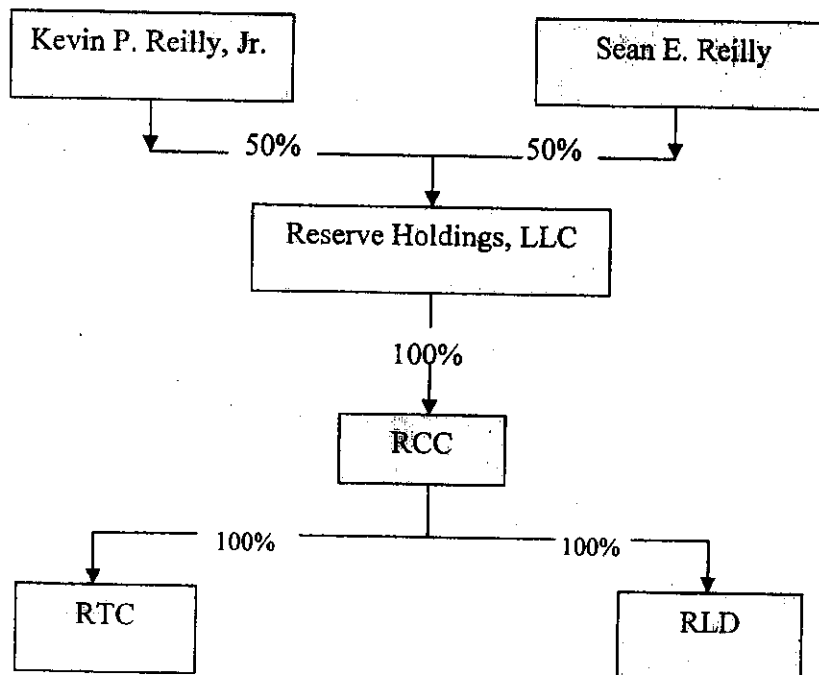 Kevin P. Reilly, Jr.
Sean E. Reilly
50%
50%
Reserve Holdings, LLC
100%
RCC
100%
100%
RTC
RLD